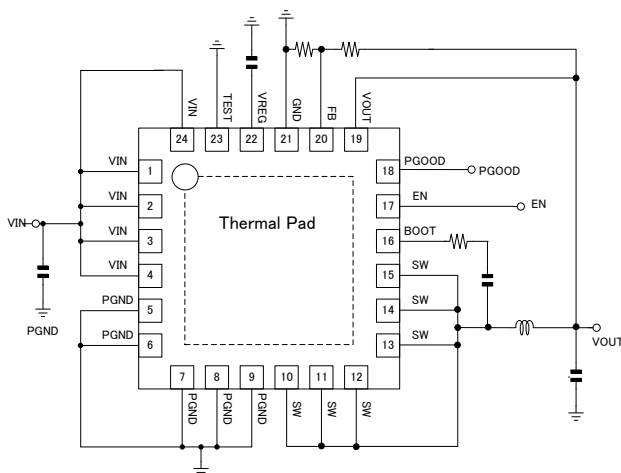 VIN
TEST
VREG
GND
FB
VOUT
24
23
22
21
20
19
VIN
1
18
PGOOD
PGOOD
Thermal Pad
VIN
2
17
EN
EN
VIN
VIN
3
16
BOOT
VIN
4
15
SW
PGND
5
14
SW
PGND
PGND
6
13
SW
VOUT
7
8
9
10
11
12
PGND
PGND
PGND
SW
SW
SW